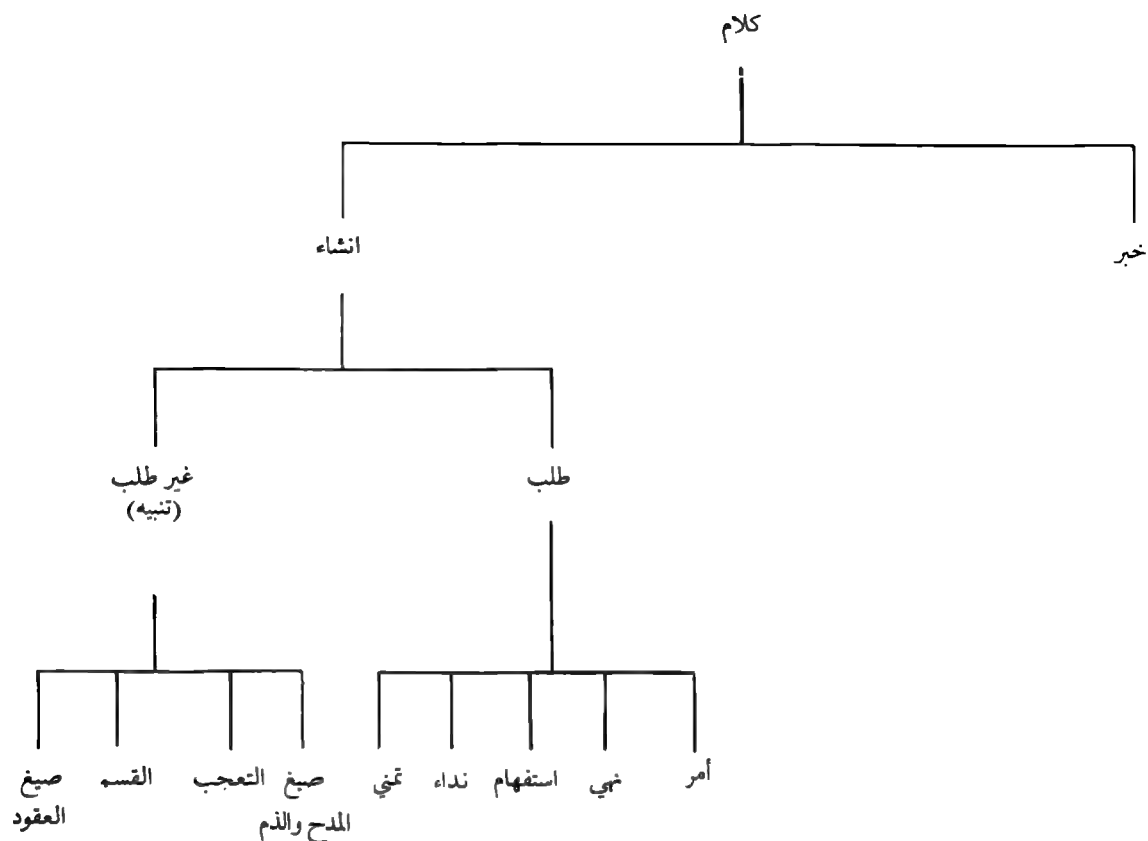 كلام
خبر
انشاء
طلب
غير طلب
(تنبيه)
أمر
نهي
استفهام
نداء
تمني
صيغ
المدح والذم
التعجب
القسم
صيغ
العقود